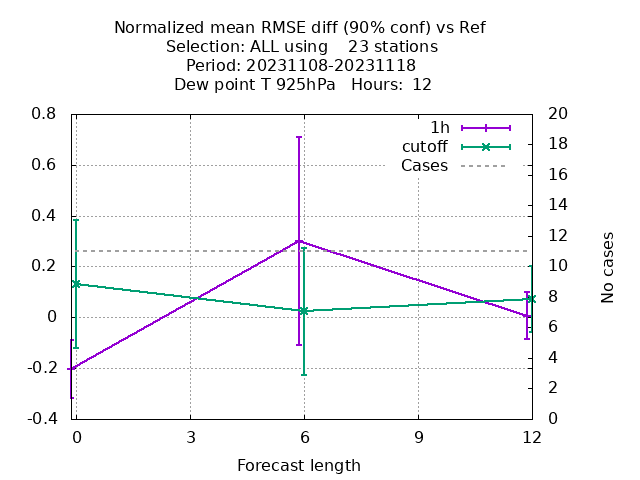 Normalized mean RMSE diff (90% conf) vs Ref
Selection: ALL using    23 stations
Period: 20231108-20231118
Dew point T 925hPa   Hours:  12
1h
cutoff
Cases
0.8
0.6
0.4
0.2
0
-0.2
-0.4
20
18
16
14
12
10
8
6
4
2
0
No cases
0 3 6 9 12
Forecast length